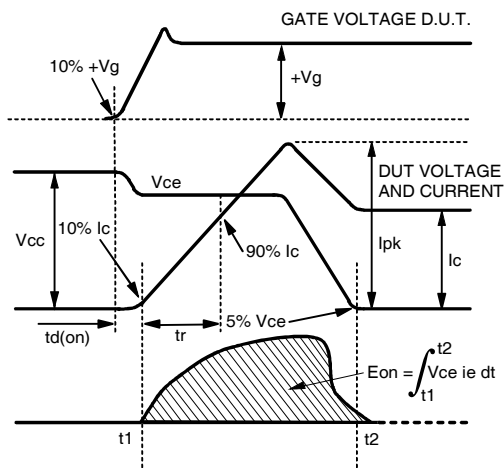 GATE VOLTAGE D.U.T.
10% +Vg
+Vg
Vce
DUT VOLTAGE
AND CURRENT
10% Ic
Vcc
90% Ic
Ipk
Ic
5% Vce
td(on)
tr
Eon = ∫ Vce ie dt
t2
t1
t1
t2